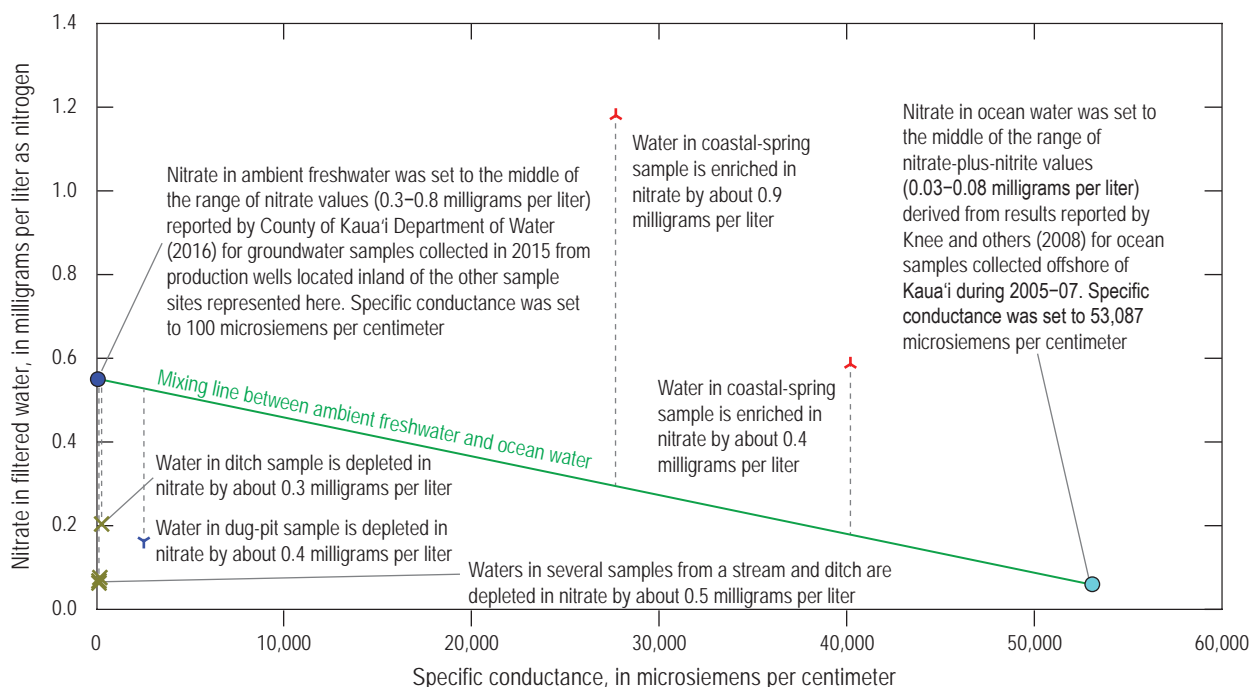 Nitrate in filtered water, in milligrams per liter as nitrogen
1.4
1.2
1.0
0.8
0.6
0.4
0.2
0.0
Nitrate in ambient freshwater was set to the middle of
the range of nitrate values (0.3−0.8 milligrams per liter)
reported by County of Kauaʻi Department of Water
(2016) for groundwater samples collected in 2015 from
production wells located inland of the other sample
sites represented here. Specific conductance was set
to 100 microsiemens per centimeter
Water in coastal-spring
sample is enriched in
nitrate by about 0.9
milligrams per liter
Nitrate in ocean water was set to
the middle of the range of
nitrate-plus-nitrite values
(0.03−0.08 milligrams per liter)
derived from results reported by
Knee and others (2008) for ocean
samples collected offshore of
Kauaʻi during 2005−07. Specific
conductance was set to 53,087
microsiemens per centimeter
Mixing line between ambient freshwater and ocean water
Water in coastal-spring
sample is enriched in
nitrate by about 0.4
milligrams per liter
Water in ditch sample is depleted in
nitrate by about 0.3 milligrams per liter
Water in dug-pit sample is depleted in
nitrate by about 0.4 milligrams per liter
Waters in several samples from a stream and ditch are
depleted in nitrate by about 0.5 milligrams per liter
0
10,000
20,000
30,000
40,000
50,000
60,000
Specific conductance, in microsiemens per centimeter